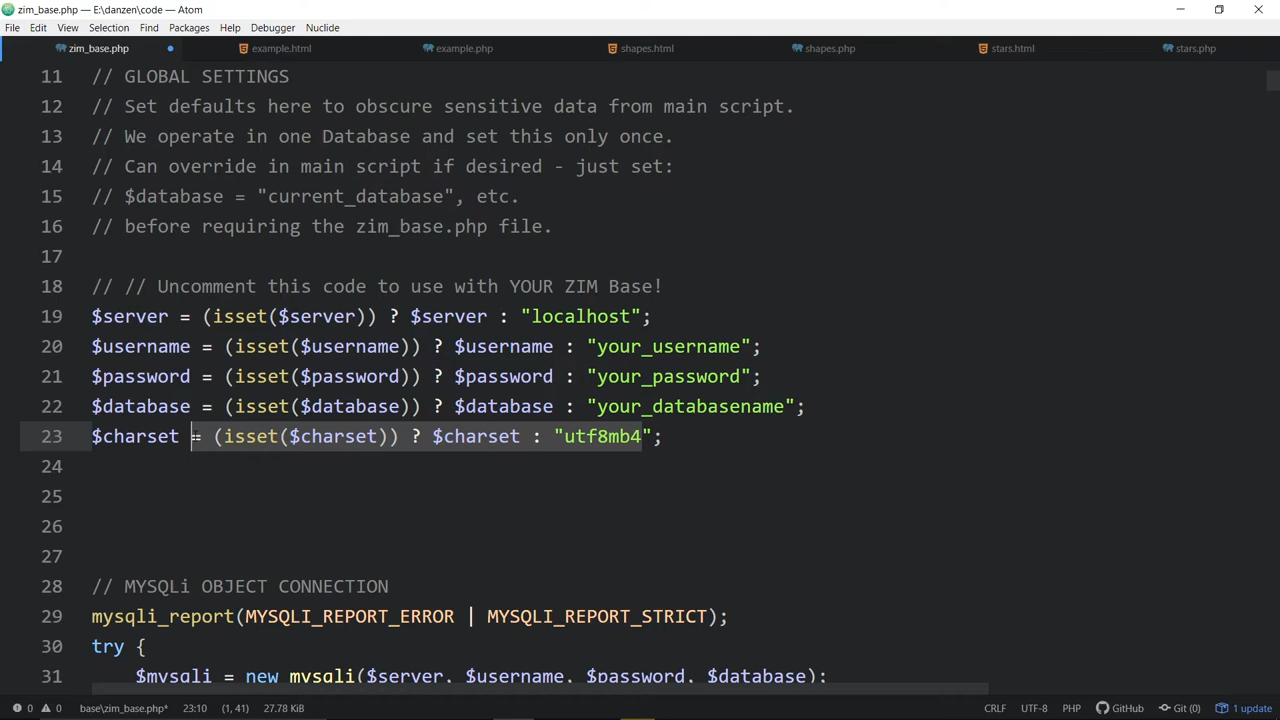 zim_base.php — E:\danzen\code — Atom
File Edit View Selection Find Packages Help Debugger Nuclide
zim_base.php example.html example.php shapes.html shapes.php stars.html stars.php
11 // GLOBAL SETTINGS
12 // Set defaults here to obscure sensitive data from main script.
13 // We operate in one Database and set this only once.
14 // Can override in main script if desired - just set:
15 // $database = "current_database", etc.
16 // before requiring the zim_base.php file.
17
18 // // Uncomment this code to use with YOUR ZIM Base!
19 $server = (isset($server)) ? $server : "localhost";
20 $username = (isset($username)) ? $username : "your_username";
21 $password = (isset($password)) ? $password : "your_password";
22 $database = (isset($database)) ? $database : "your_databasename";
23 $charset = (isset($charset)) ? $charset : "utf8mb4";
24
25
26
27
28 // MYSQLi OBJECT CONNECTION
29 mysqli_report(MYSQLI_REPORT_ERROR | MYSQLI_REPORT_STRICT);
30 try {
31 $mysqli = new mysqli($server, $username, $password, $database);
0 0 base\zim_base.php* 23:10 (1, 41) 27.78 KiB CRLF UTF-8 PHP GitHub Git (0) 1 update